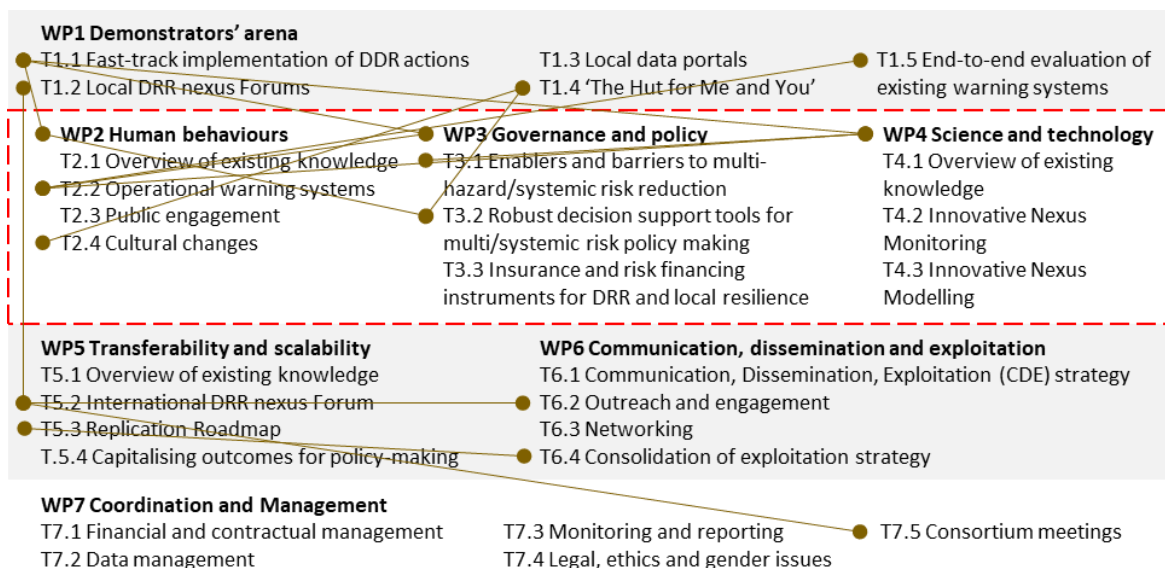 WP1 Demonstrators' arena
T1.1 Fast-track implementation of DDR actions
T1.2 Local DRR nexus Forums
T1.3 Local data portals
T1.4 'The Hut for Me and You'
T1.5 End-to-end evaluation of
existing warning systems
WP2 Human behaviours
T2.1 Overview of existing knowledge
T2.2 Operational warning systems
T2.3 Public engagement
T2.4 Cultural changes
WP3 Governance and policy
T3.1 Enablers and barriers to multi-
hazard/systemic risk reduction
T3.2 Robust decision support tools for
multi/systemic risk policy making
T3.3 Insurance and risk financing
instruments for DRR and local resilience
WP4 Science and technology
T4.1 Overview of existing
knowledge
T4.2 Innovative Nexus
Monitoring
T4.3 Innovative Nexus
Modelling
WP5 Transferability and scalability
T5.1 Overview of existing knowledge
T5.2 International DRR nexus Forum
T5.3 Replication Roadmap
T.5.4 Capitalising outcomes for policy-making
WP6 Communication, dissemination and exploitation
T6.1 Communication, Dissemination, Exploitation (CDE) strategy
T6.2 Outreach and engagement
T6.3 Networking
T6.4 Consolidation of exploitation strategy
WP7 Coordination and Management
T7.1 Financial and contractual management
T7.2 Data management
T7.3 Monitoring and reporting
T7.4 Legal, ethics and gender issues
T7.5 Consortium meetings